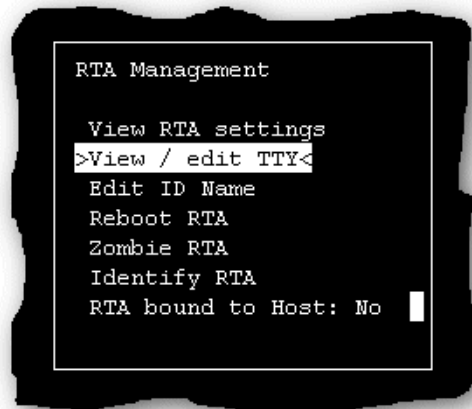 RTA Management
View RTA settings
>View / edit TTY<
Edit ID Name
Reboot RTA
Zombie RTA
Identify RTA
RTA bound to Host: No